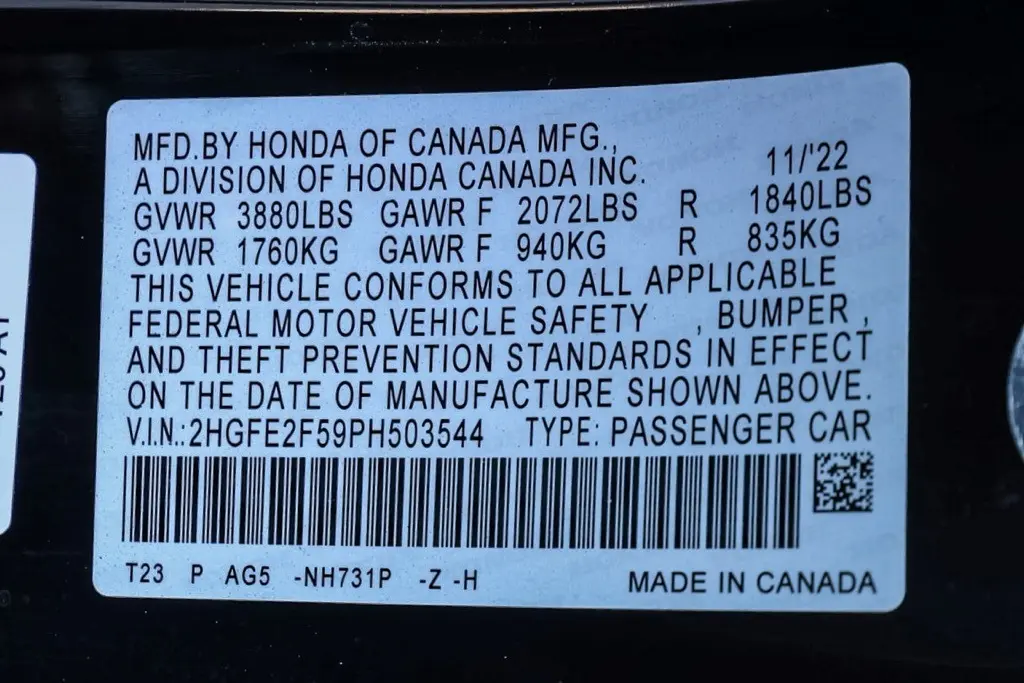 MFD.BY HONDA OF CANADA MFG.,
A DIVISION OF HONDA CANADA INC. 11/'22
GVWR 3880LBS GAWR F 2072LBS R 1840LBS
GVWR 1760KG GAWR F 940KG R 835KG
THIS VEHICLE CONFORMS TO ALL APPLICABLE
FEDERAL MOTOR VEHICLE SAFETY , BUMPER ,
AND THEFT PREVENTION STANDARDS IN EFFECT
ON THE DATE OF MANUFACTURE SHOWN ABOVE.
V.I.N.:2HGFE2F59PH503544 TYPE: PASSENGER CAR
T23 P AG5 -NH731P -Z -H MADE IN CANADA